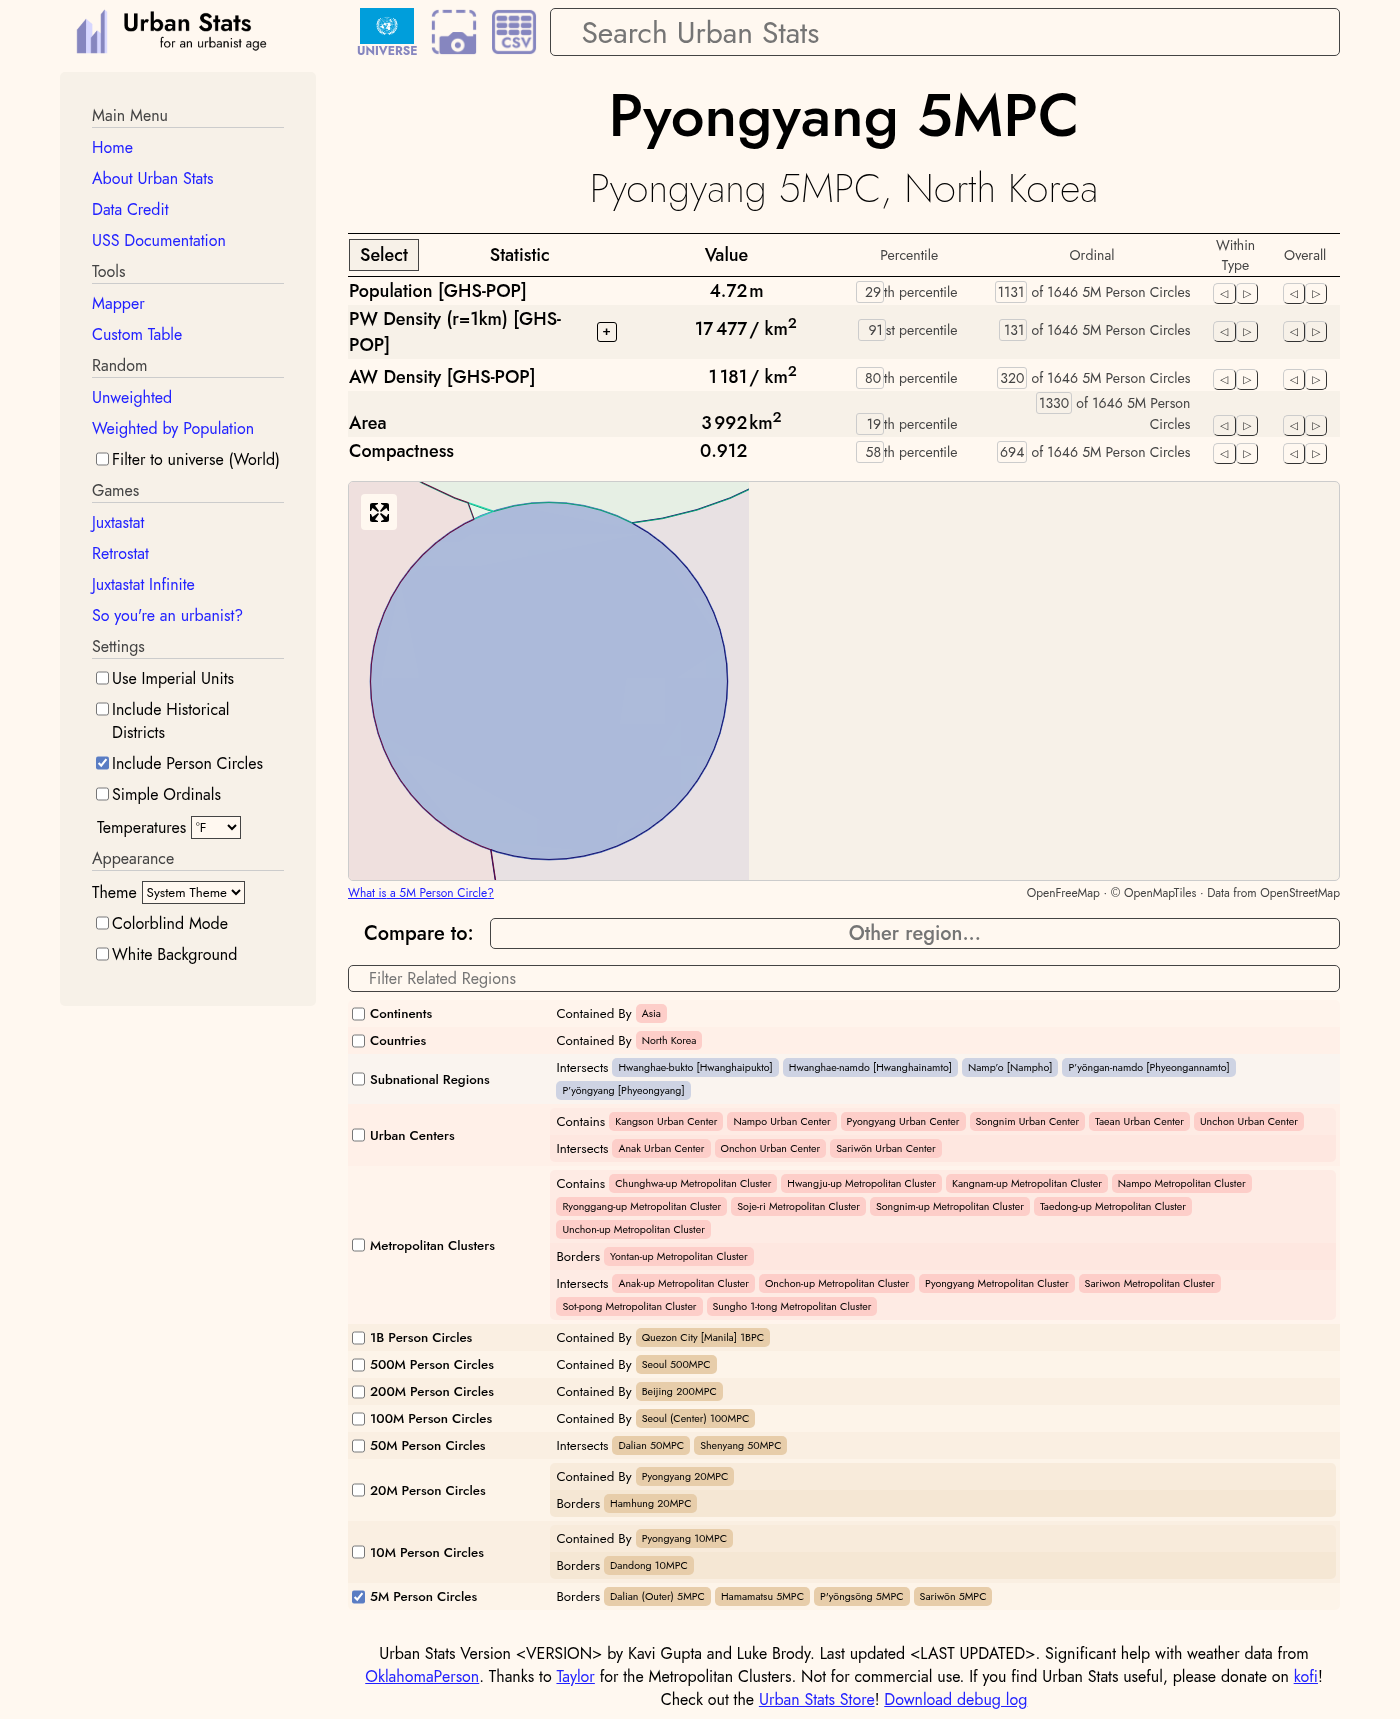 Urban Stats
for an urbanist age
UNIVERSE
CSV
Search Urban Stats
Main Menu
Home
About Urban Stats
Data Credit
USS Documentation
Tools
Mapper
Custom Table
Random
Unweighted
Weighted by Population
Filter to universe (World)
Games
Juxtastat
Retrostat
Juxtastat Infinite
So you're an urbanist?
Settings
Use Imperial Units
Include Historical
Districts
Include Person Circles
Simple Ordinals
Temperatures °F
Appearance
Theme System Theme
Colorblind Mode
White Background
Pyongyang 5MPC
Pyongyang 5MPC, North Korea
Select Statistic Value Percentile Ordinal Within Type Overall
Population [GHS-POP] 4.72 m 29th percentile 1131 of 1646 5M Person Circles
PW Density (r=1km) [GHS-
POP] + 17 477 / km2 91st percentile 131 of 1646 5M Person Circles
AW Density [GHS-POP] 1 181 / km2 80th percentile 320 of 1646 5M Person Circles
Area 3 992 km2 19th percentile 1330 of 1646 5M Person Circles
Compactness 0.912 58th percentile 694 of 1646 5M Person Circles
What is a 5M Person Circle? OpenFreeMap · © OpenMapTiles · Data from OpenStreetMap
Compare to: Other region...
Filter Related Regions
Continents Contained By Asia
Countries Contained By North Korea
Subnational Regions Intersects Hwanghae-bukto [Hwanghaipukto] Hwanghae-namdo [Hwanghainamto] Namp'o [Nampho] P'yŏngan-namdo [Phyeongannamto]
P'yŏngyang [Phyeongyang]
Urban Centers Contains Kangson Urban Center Nampo Urban Center Pyongyang Urban Center Songnim Urban Center Taean Urban Center Unchon Urban Center
Intersects Anak Urban Center Onchon Urban Center Sariwŏn Urban Center
Metropolitan Clusters Contains Chunghwa-up Metropolitan Cluster Hwangju-up Metropolitan Cluster Kangnam-up Metropolitan Cluster Nampo Metropolitan Cluster
Ryonggang-up Metropolitan Cluster Soje-ri Metropolitan Cluster Songnim-up Metropolitan Cluster Taedong-up Metropolitan Cluster
Unchon-up Metropolitan Cluster
Borders Yontan-up Metropolitan Cluster
Intersects Anak-up Metropolitan Cluster Onchon-up Metropolitan Cluster Pyongyang Metropolitan Cluster Sariwon Metropolitan Cluster
Sot-pong Metropolitan Cluster Sungho 1-tong Metropolitan Cluster
1B Person Circles Contained By Quezon City [Manila] 1BPC
500M Person Circles Contained By Seoul 500MPC
200M Person Circles Contained By Beijing 200MPC
100M Person Circles Contained By Seoul (Center) 100MPC
50M Person Circles Intersects Dalian 50MPC Shenyang 50MPC
20M Person Circles Contained By Pyongyang 20MPC
Borders Hamhung 20MPC
10M Person Circles Contained By Pyongyang 10MPC
Borders Dandong 10MPC
5M Person Circles Borders Dalian (Outer) 5MPC Hamamatsu 5MPC P'yŏngsŏng 5MPC Sariwŏn 5MPC
Urban Stats Version <VERSION> by Kavi Gupta and Luke Brody. Last updated <LAST UPDATED>. Significant help with weather data from
OklahomaPerson. Thanks to Taylor for the Metropolitan Clusters. Not for commercial use. If you find Urban Stats useful, please donate on kofi!
Check out the Urban Stats Store! Download debug log